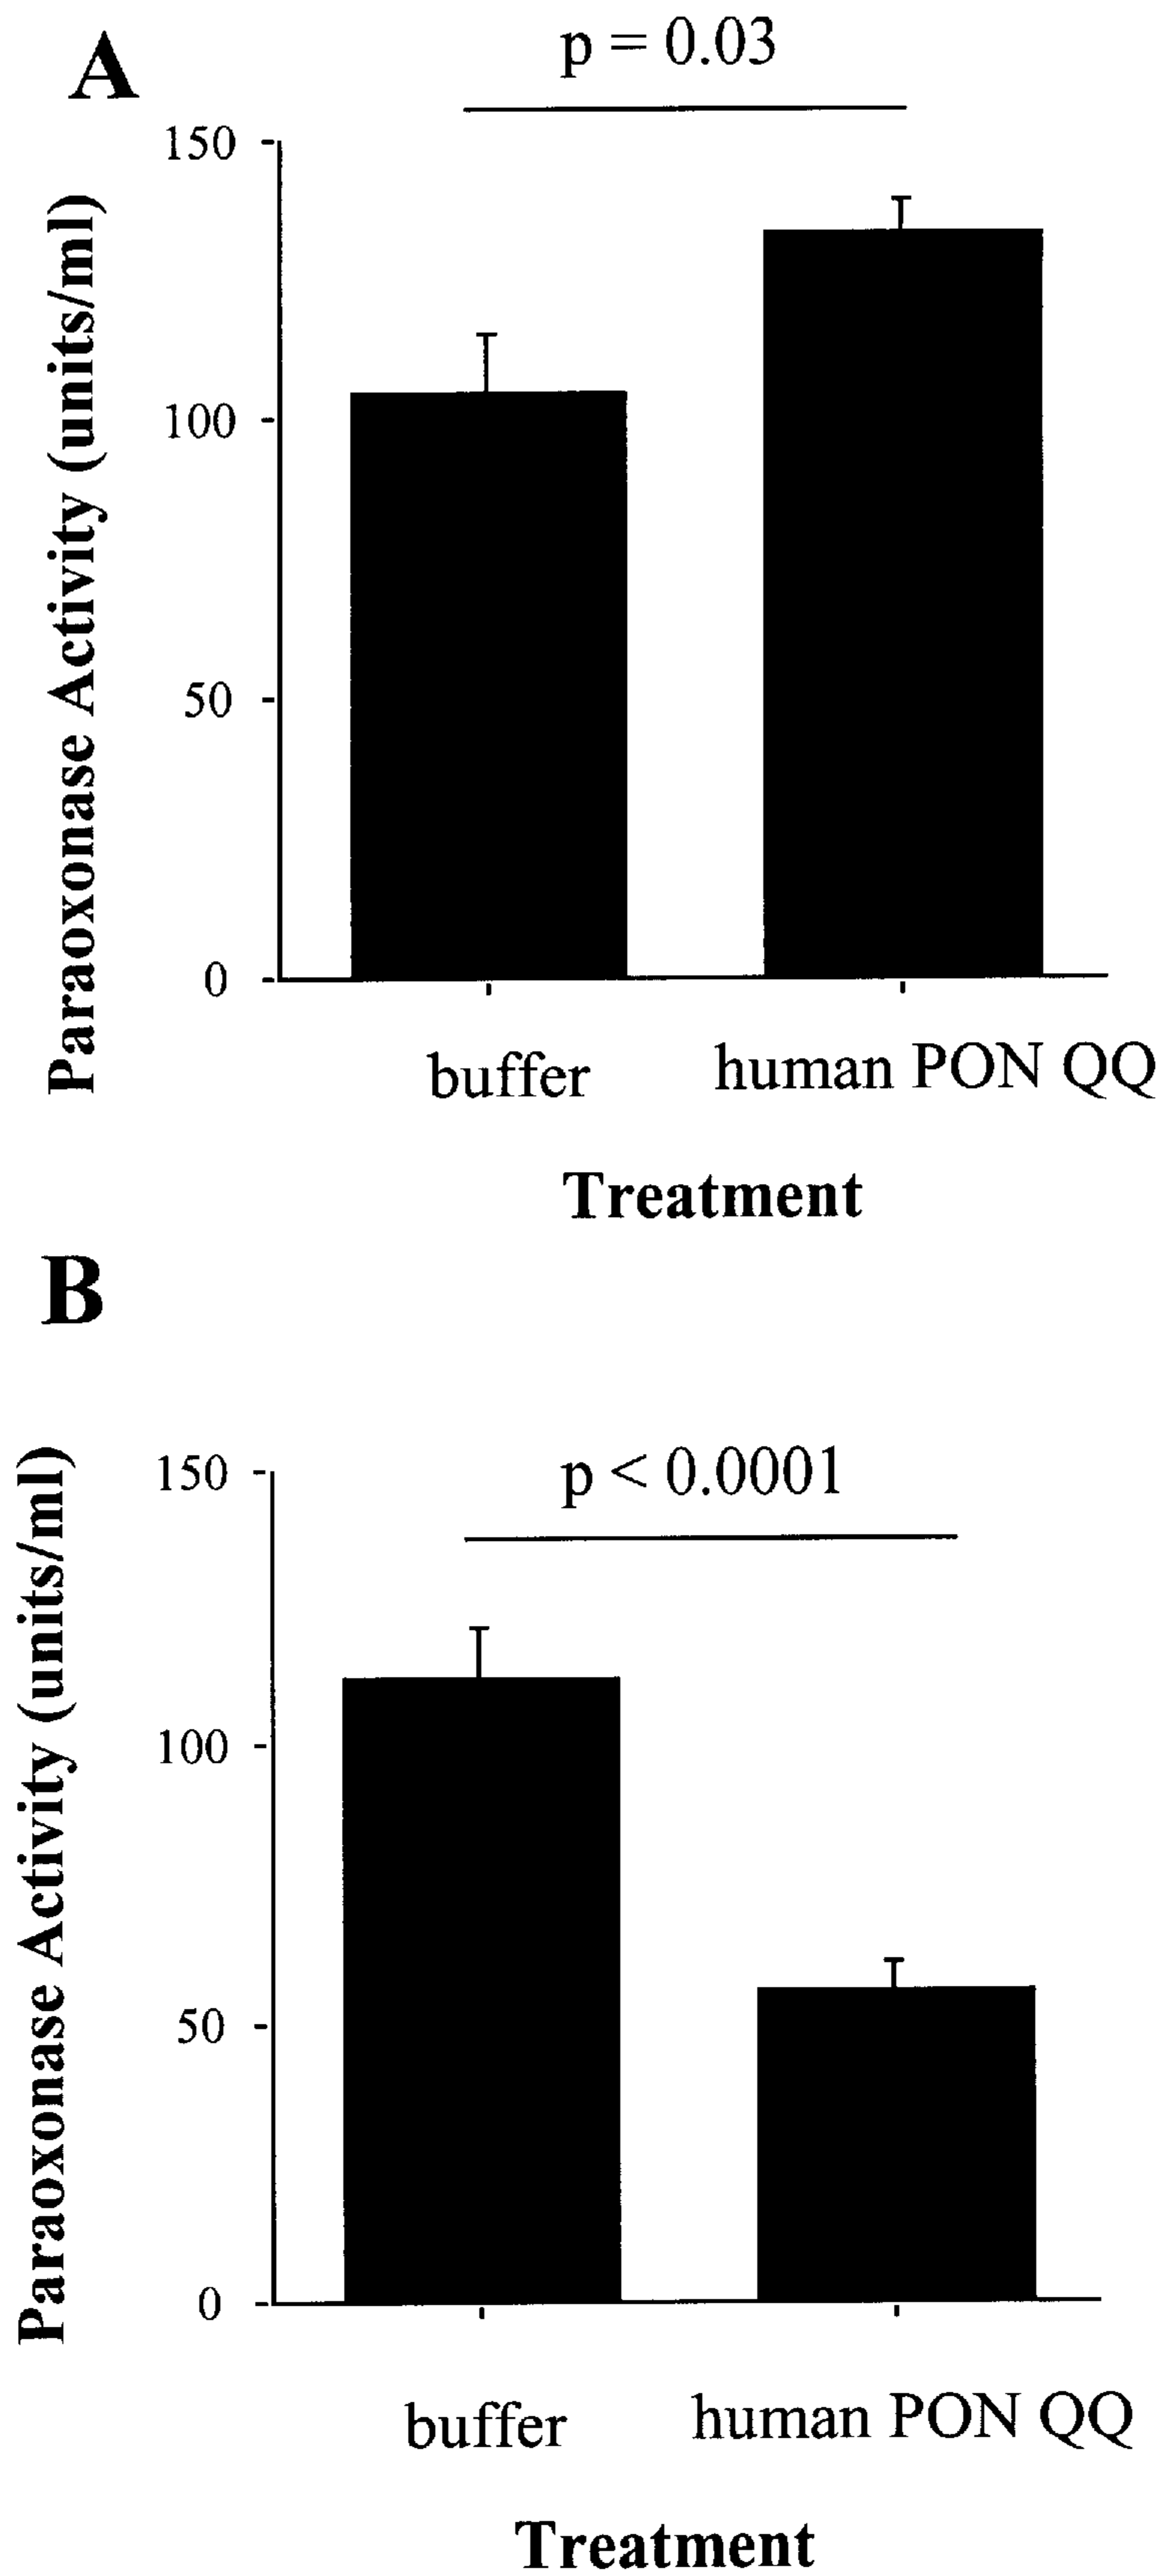 A
p = 0.03
Paraoxonase Activity (units/ml)
150
100
50
0
buffer
human PON QQ
Treatment
B
p < 0.0001
Paraoxonase Activity (units/ml)
150
100
50
0
buffer
human PON QQ
Treatment